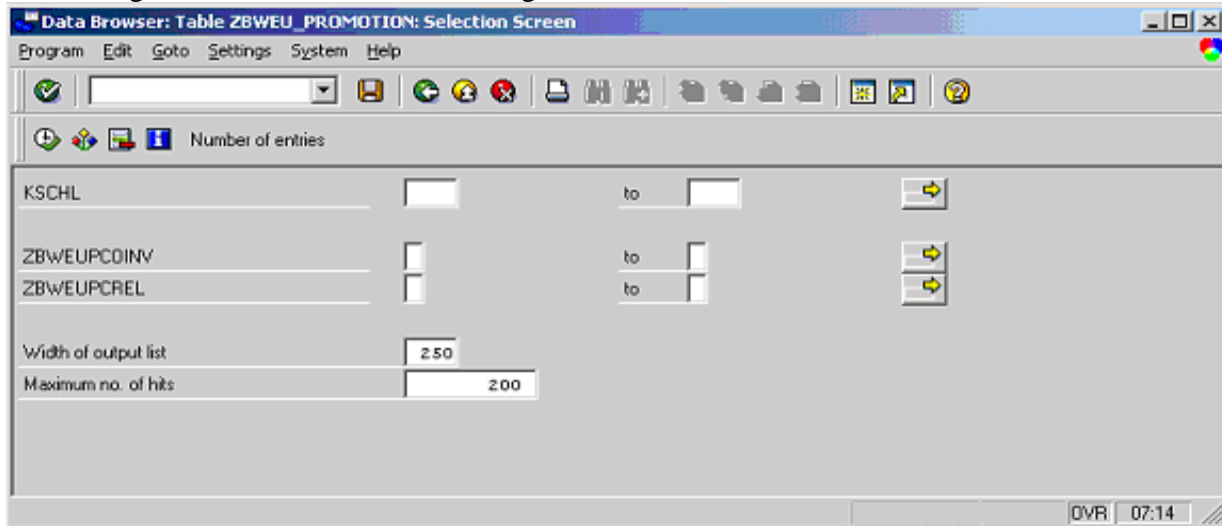 Data Browser: Table ZBWEU_PROMOTION: Selection Screen
Program Edit Goto Settings System Help
Number of entries
KSCHL to
ZBWEUPCOINV to
ZBWEUPCREL to
Width of output list 250
Maximum no. of hits 200
OVR 07:14